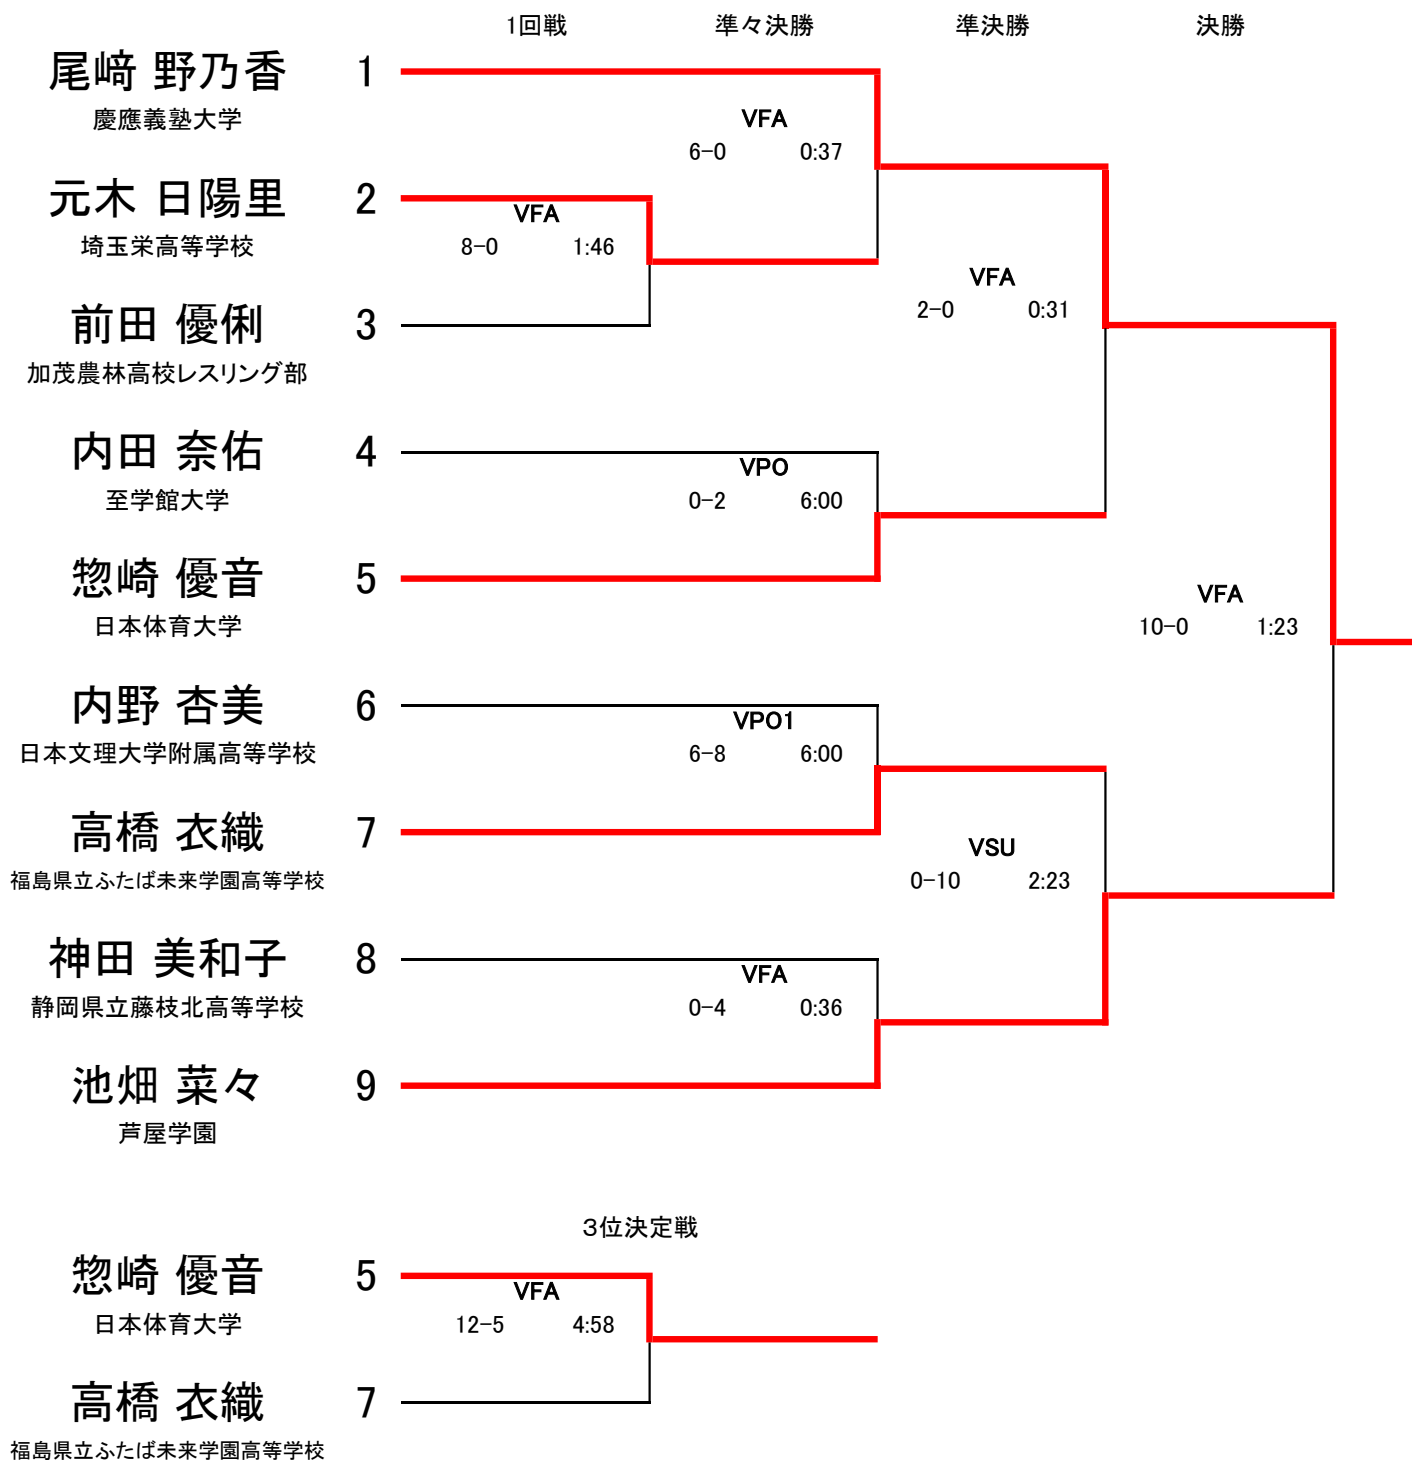 1回戦 準々決勝 準決勝 決勝
尾﨑 野乃香 1
慶應義塾大学
VFA
6-0 0:37
元木 日陽里 2
埼玉栄高等学校
VFA
8-0 1:46
前田 優俐 3
加茂農林高校レスリング部
VFA
2-0 0:31
内田 奈佑 4
至学館大学
VPO
0-2 6:00
惣崎 優音 5
日本体育大学
VFA
10-0 1:23
内野 杏美 6
日本文理大学附属高等学校
VPO1
6-8 6:00
高橋 衣織 7
福島県立ふたば未来学園高等学校
VSU
0-10 2:23
神田 美和子 8
静岡県立藤枝北高等学校
VFA
0-4 0:36
池畑 菜々 9
芦屋学園
3位決定戦
惣崎 優音 5
日本体育大学
VFA
12-5 4:58
高橋 衣織 7
福島県立ふたば未来学園高等学校